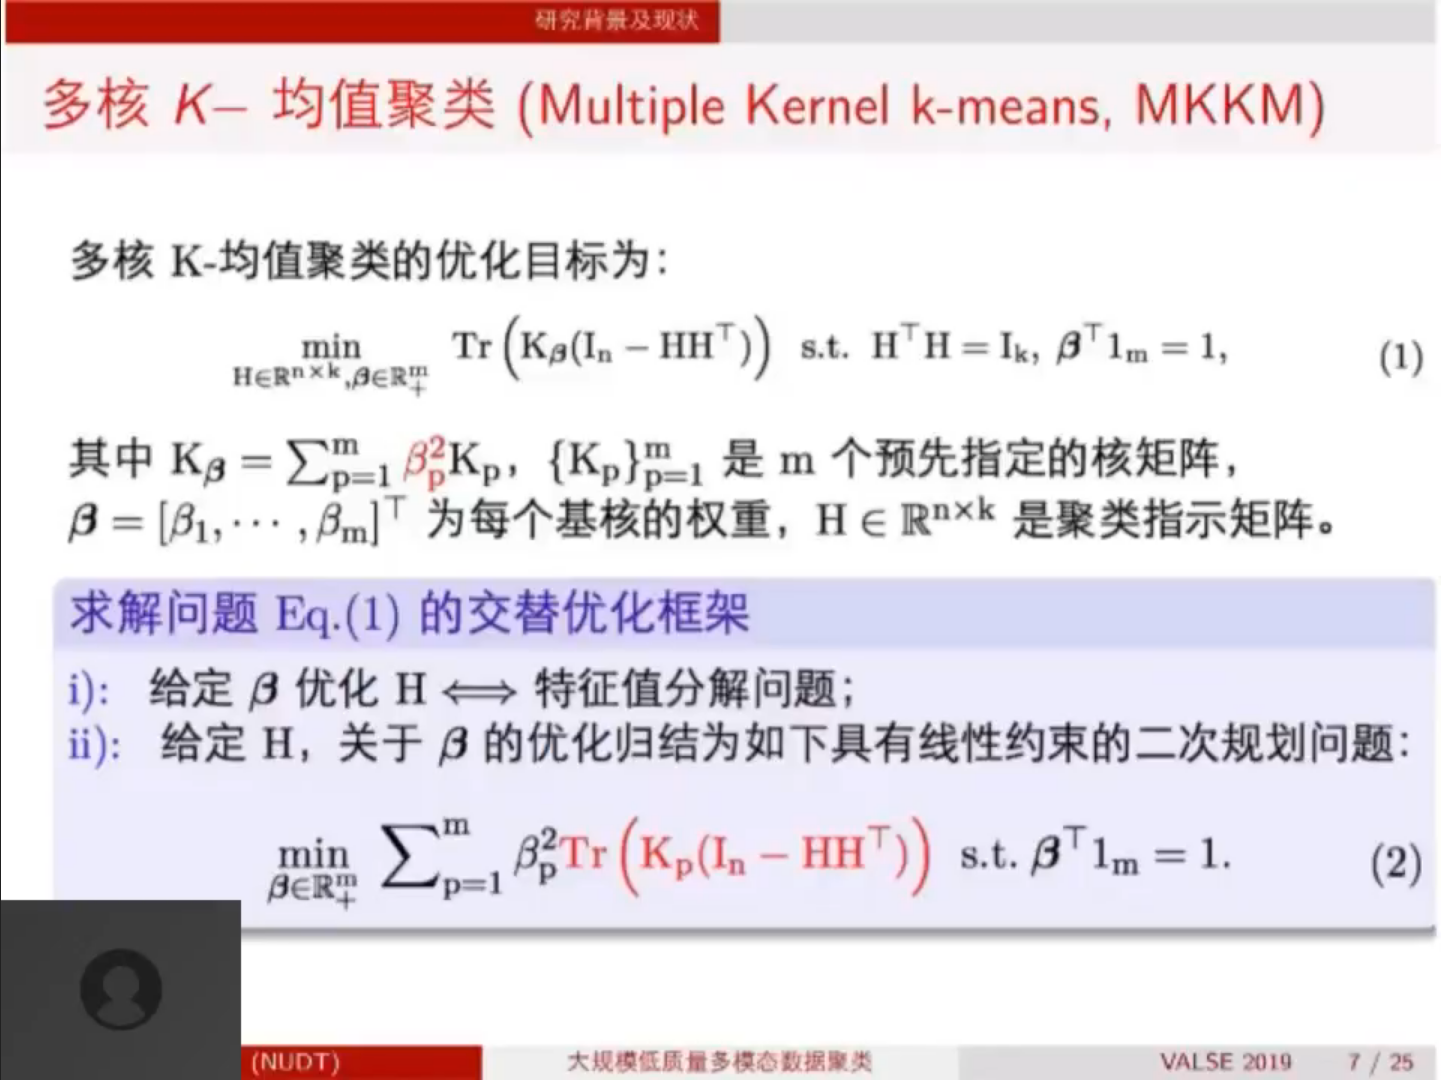 研究背景及现状
多核 K− 均值聚类 (Multiple Kernel k-means, MKKM)
多核 K-均值聚类的优化目标为：
min_{H∈ℝ^{n×k},β∈ℝ_+^m} Tr(K_β(I_n − HH^⊤)) s.t. H^⊤H = I_k, β^⊤1_m = 1, (1)
其中 K_β = ∑_{p=1}^m β_p^2 K_p，{K_p}_{p=1}^m 是 m 个预先指定的核矩阵，
β = [β_1, ⋯ , β_m]^⊤ 为每个基核的权重，H ∈ ℝ^{n×k} 是聚类指示矩阵。
求解问题 Eq.(1) 的交替优化框架
i): 给定 β 优化 H ⟺ 特征值分解问题；
ii): 给定 H，关于 β 的优化归结为如下具有线性约束的二次规划问题：
min_{β∈ℝ_+^m} ∑_{p=1}^m β_p^2 Tr(K_p(I_n − HH^⊤)) s.t. β^⊤1_m = 1. (2)
(NUDT) 大规模低质量多模态数据聚类 VALSE 2019 7 / 25